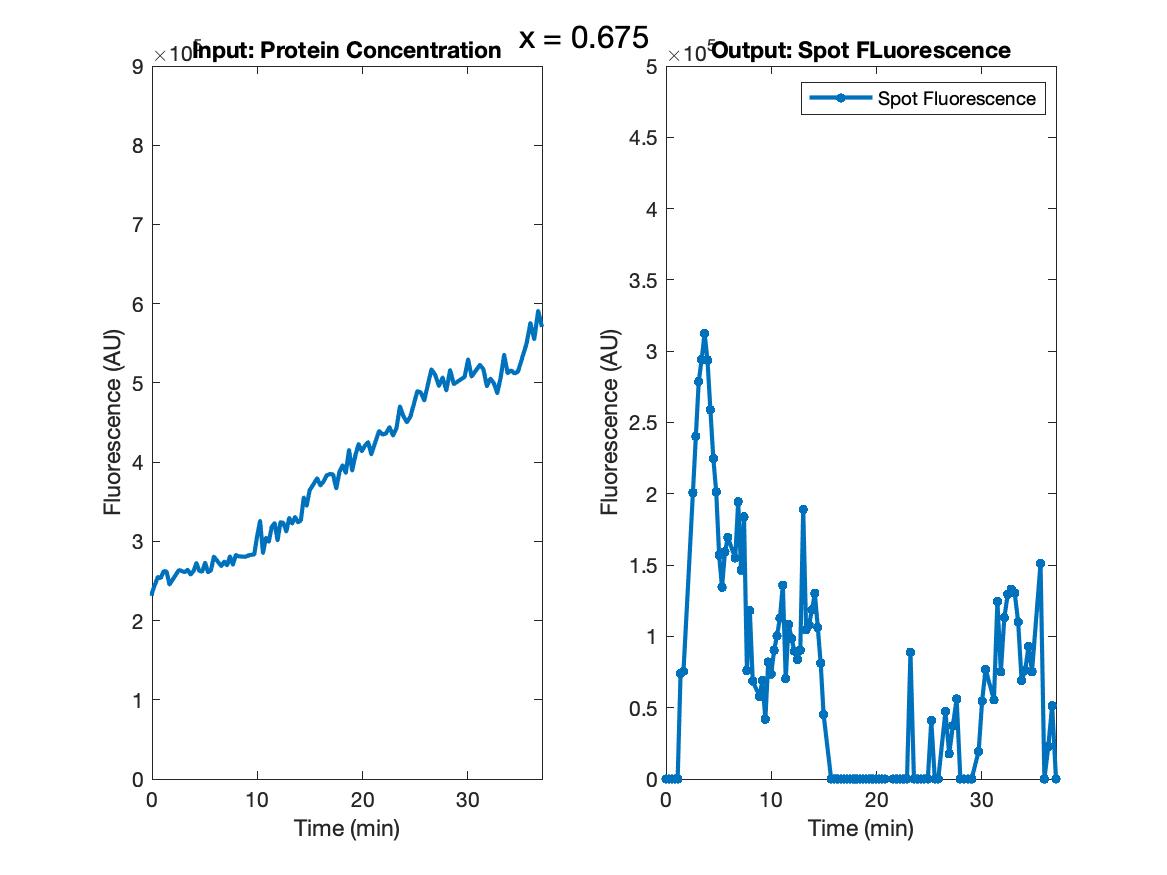 x = 0.675
×10⁵
Input: Protein Concentration
9
8
7
6
5
4
3
2
1
0
Fluorescence (AU)
0 10 20 30
Time (min)
×10⁵
Output: Spot FLuorescence
Spot Fluorescence
5
4.5
4
3.5
3
2.5
2
1.5
1
0.5
0
Fluorescence (AU)
0 10 20 30
Time (min)